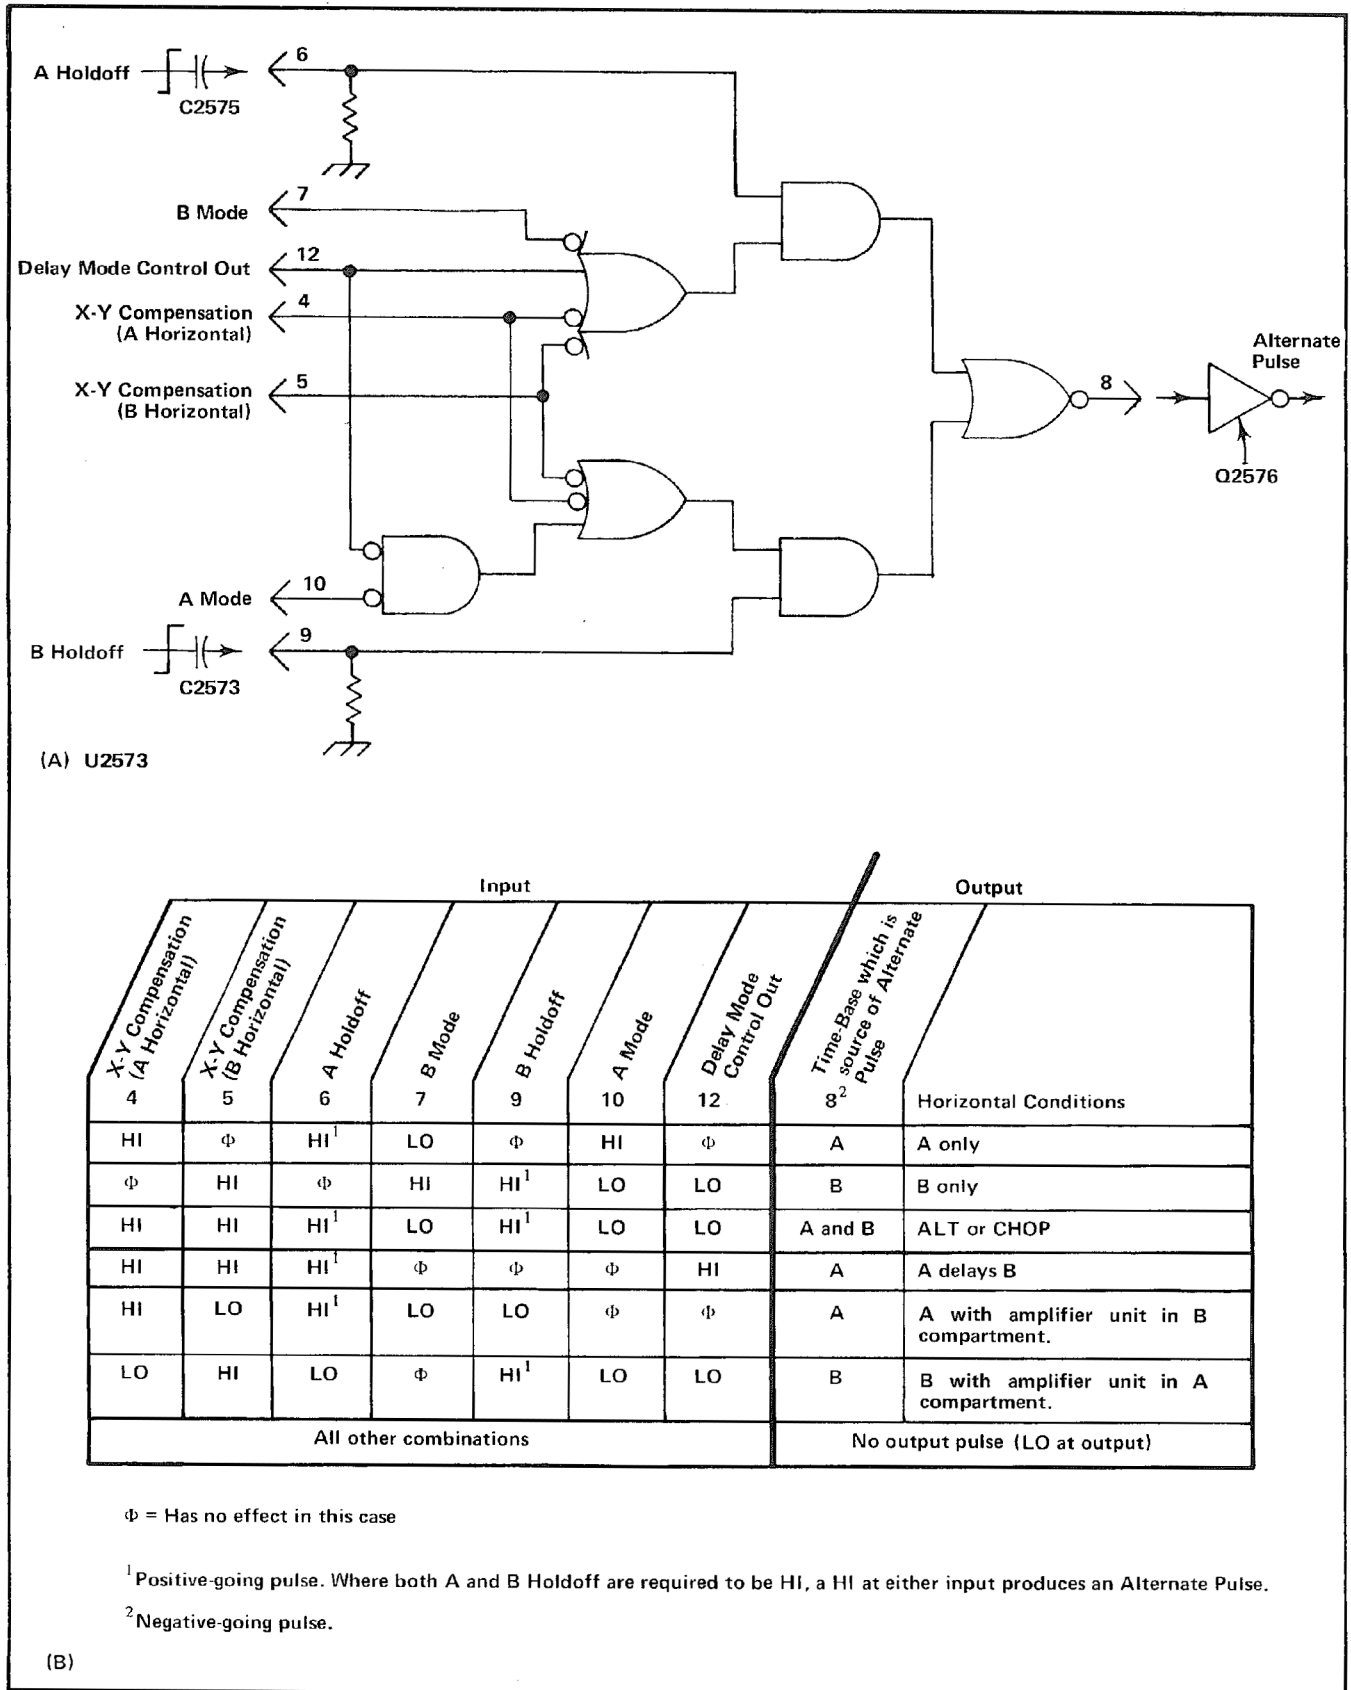 A Holdoff
6
C2575
B Mode
7
Delay Mode Control Out
12
X-Y Compensation
(A Horizontal)
4
X-Y Compensation
(B Horizontal)
5
Alternate
Pulse
8
Q2576
A Mode
10
B Holdoff
9
C2573
(A) U2573
Input
Output
X-Y Compensation
(A Horizontal)
X-Y Compensation
(B Horizontal)
A Holdoff
B Mode
B Holdoff
A Mode
Delay Mode
Control Out
Time-Base which is
source of Alternate
Pulse
4 5 6 7 9 10 12 8² Horizontal Conditions
HI Φ HI¹ LO Φ HI Φ A A only
Φ HI Φ HI HI¹ LO LO B B only
HI HI HI¹ LO HI¹ LO LO A and B ALT or CHOP
HI HI HI¹ Φ Φ Φ HI A A delays B
HI LO HI¹ LO LO Φ Φ A A with amplifier unit in B
compartment.
LO HI LO Φ HI¹ LO LO B B with amplifier unit in A
compartment.
All other combinations No output pulse (LO at output)
Φ = Has no effect in this case
¹Positive-going pulse. Where both A and B Holdoff are required to be HI, a HI at either input produces an Alternate Pulse.
²Negative-going pulse.
(B)